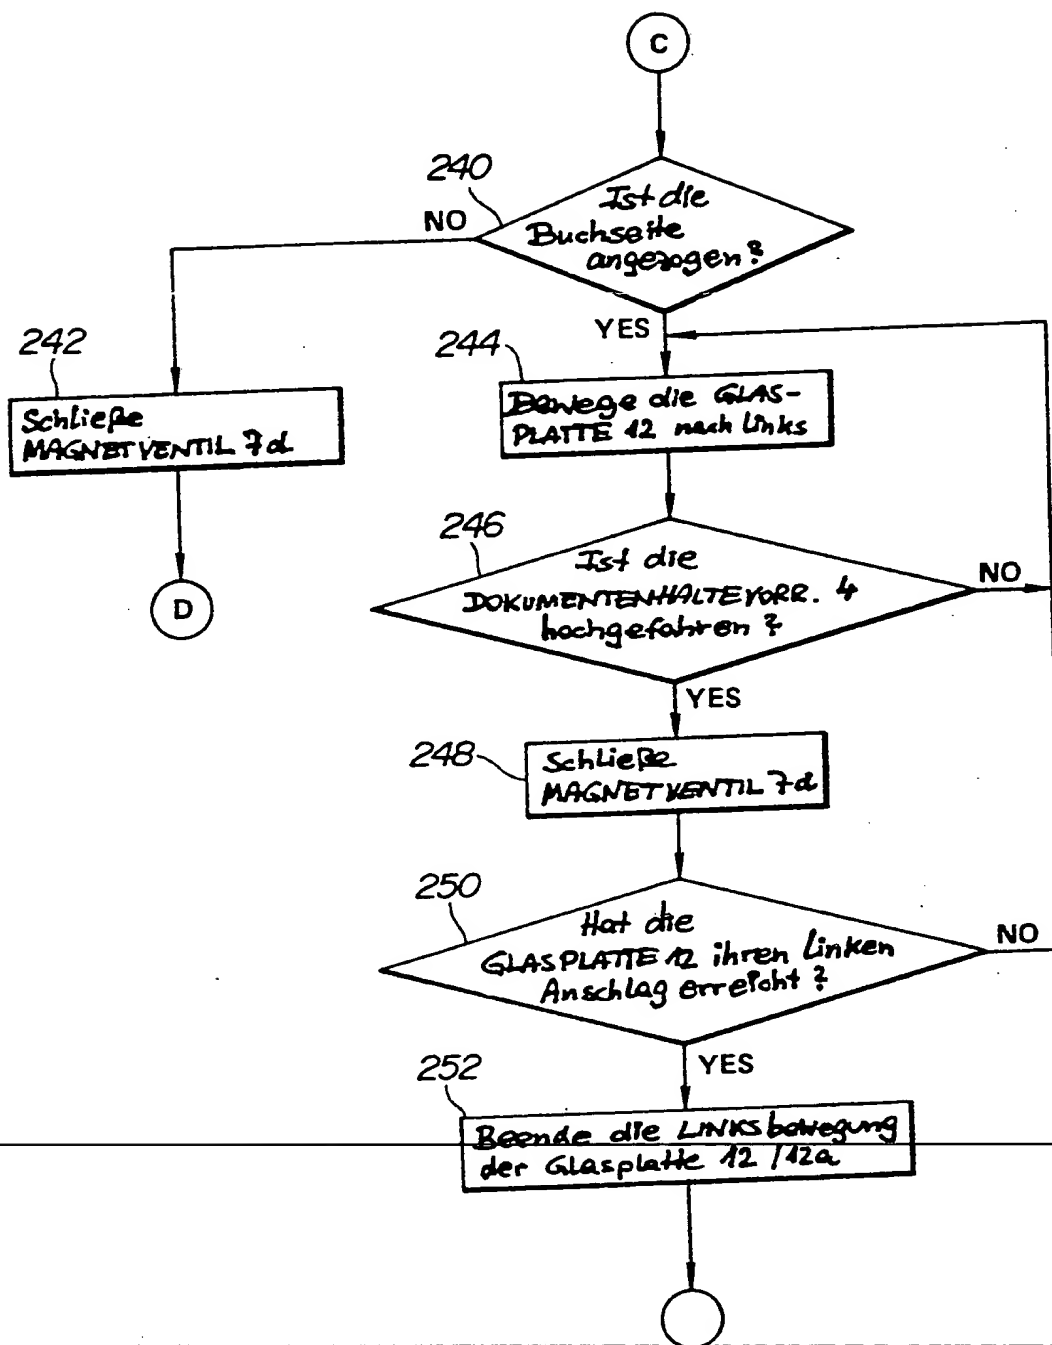 C
240
Ist die
Buchseite
angezogen?
NO
YES
242
Schließe
MAGNETVENTIL 7d
D
244
Bewege die GLAS-
PLATTE 12 nach Links
246
Ist die
DOKUMENTENHALTEVORR. 4
hochgefahren?
NO
YES
248
Schließe
MAGNETVENTIL 7d
250
Hat die
GLASPLATTE 12 ihren Linken
Anschlag erreicht?
NO
YES
252
Beende die LINKSbewegung
der Glasplatte 12 / 12a